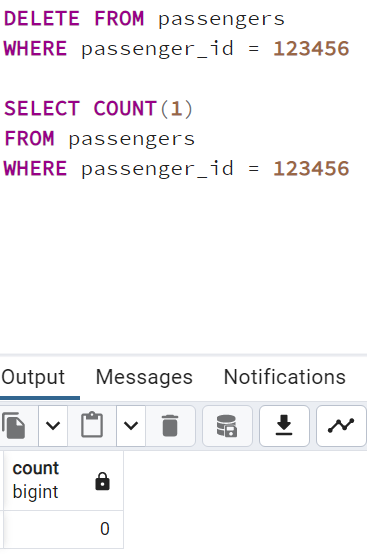 DELETE FROM passengers
WHERE passenger_id = 123456
SELECT COUNT(1)
FROM passengers
WHERE passenger_id = 123456
Output Messages Notifications
count
bigint
0